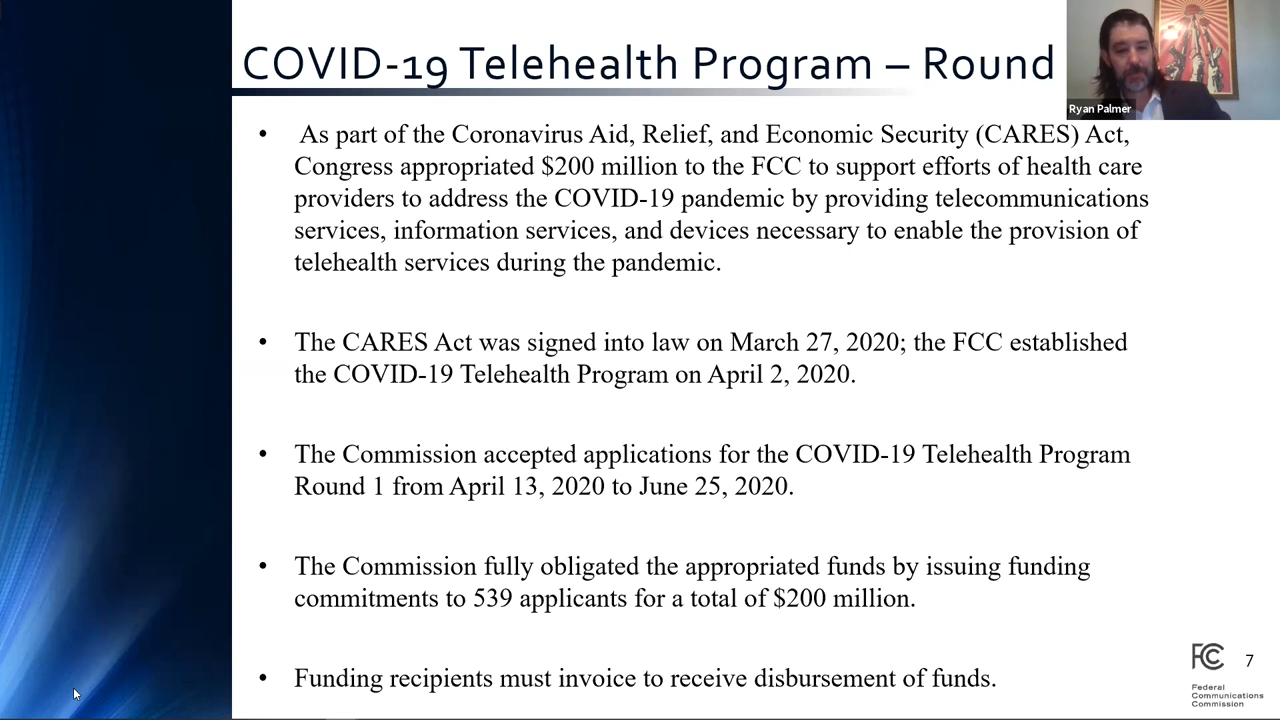 COVID-19 Telehealth Program – Round
Ryan Palmer
• As part of the Coronavirus Aid, Relief, and Economic Security (CARES) Act,
Congress appropriated $200 million to the FCC to support efforts of health care
providers to address the COVID-19 pandemic by providing telecommunications
services, information services, and devices necessary to enable the provision of
telehealth services during the pandemic.
• The CARES Act was signed into law on March 27, 2020; the FCC established
the COVID-19 Telehealth Program on April 2, 2020.
• The Commission accepted applications for the COVID-19 Telehealth Program
Round 1 from April 13, 2020 to June 25, 2020.
• The Commission fully obligated the appropriated funds by issuing funding
commitments to 539 applicants for a total of $200 million.
• Funding recipients must invoice to receive disbursement of funds.
FC
7
Federal
Communications
Commission